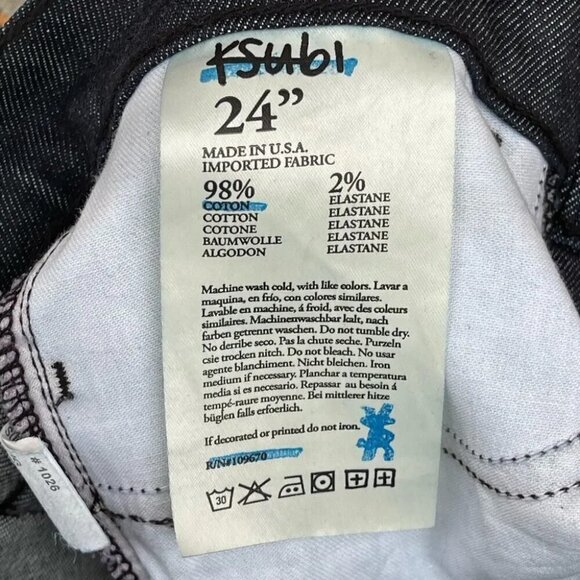 KSUBI
24”
MADE IN U.S.A.
IMPORTED FABRIC
98% 2%
COTON ELASTANE
COTTON ELASTANE
COTONE ELASTANE
BAUMWOLLE ELASTANE
ALGODON ELASTANE
Machine wash cold, with like colors. Lavar a
maquina, en frío, con colores similares.
Lavable en machine, á froid, avec des colours
similaires. Machinenwaschbar kalt, nach
farben getrennt waschen. Do not tumble dry.
No derribe seco. Pas la chute seche. Purzeln
csie trocken nitch. Do not bleach. No usar
agente blanchiment. Nicht bleichen. Iron
medium if necessary. Planchar a temperatura
media si es necesario. Repassar au besoin á
tempé-raure moyenne. Bei mittlerer hitze
büglen falls erfoerlich.
If decorated or printed do not iron.
R/N#109670
30
#1026